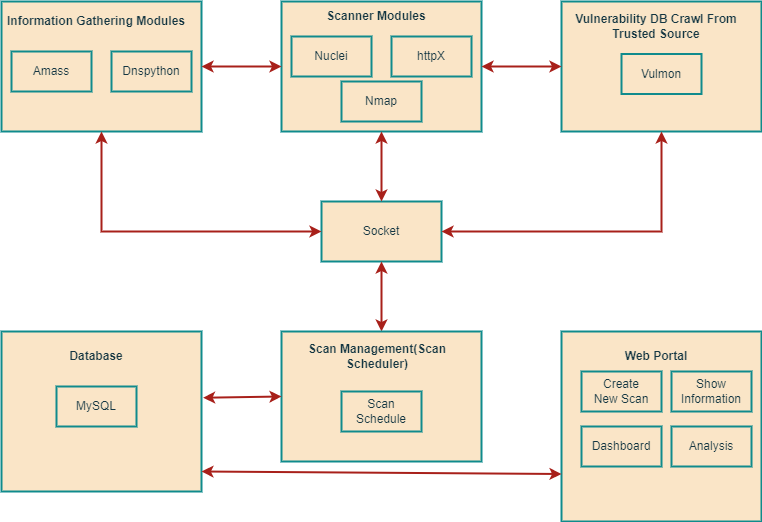 Information Gathering Modules
Amass
Dnspython
Scanner Modules
Nuclei
httpX
Nmap
Vulnerability DB Crawl From
Trusted Source
Vulmon
Socket
Database
MySQL
Scan Management(Scan
Scheduler)
Scan
Schedule
Web Portal
Create
New Scan
Show
Information
Dashboard
Analysis